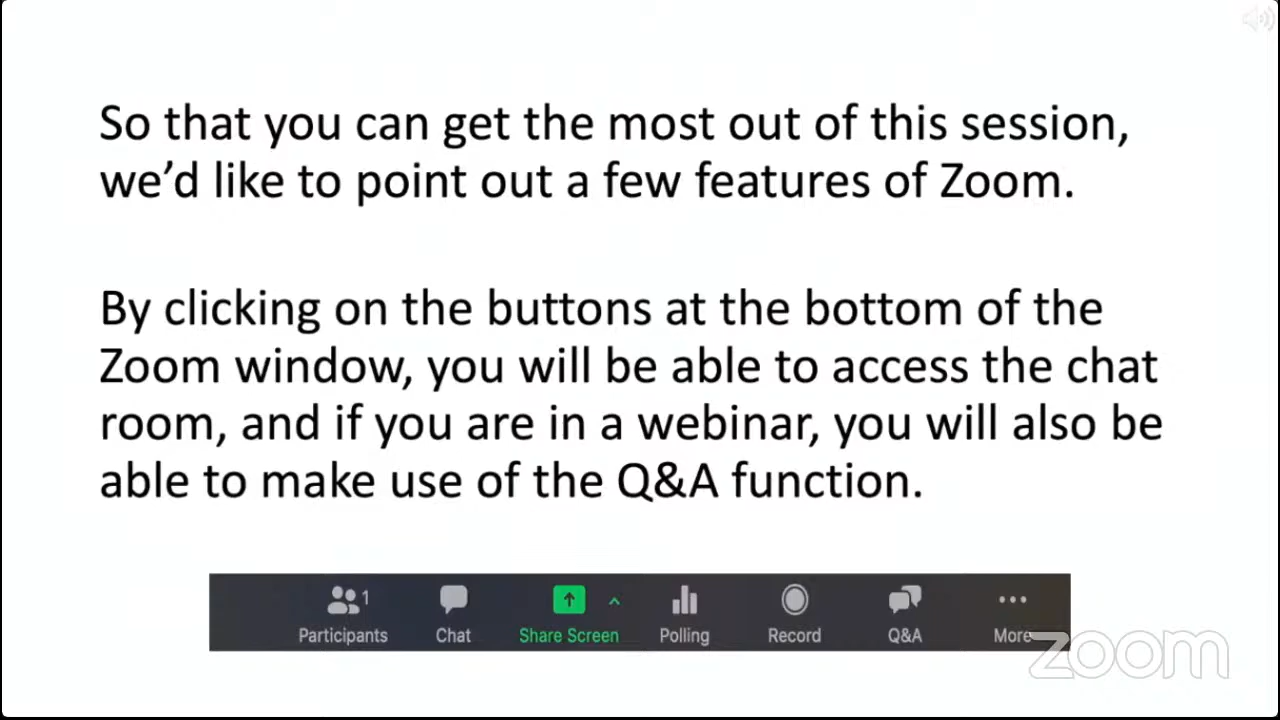 So that you can get the most out of this session,
we’d like to point out a few features of Zoom.
By clicking on the buttons at the bottom of the
Zoom window, you will be able to access the chat
room, and if you are in a webinar, you will also be
able to make use of the Q&A function.
1
Participants Chat Share Screen Polling Record Q&A More
zoom